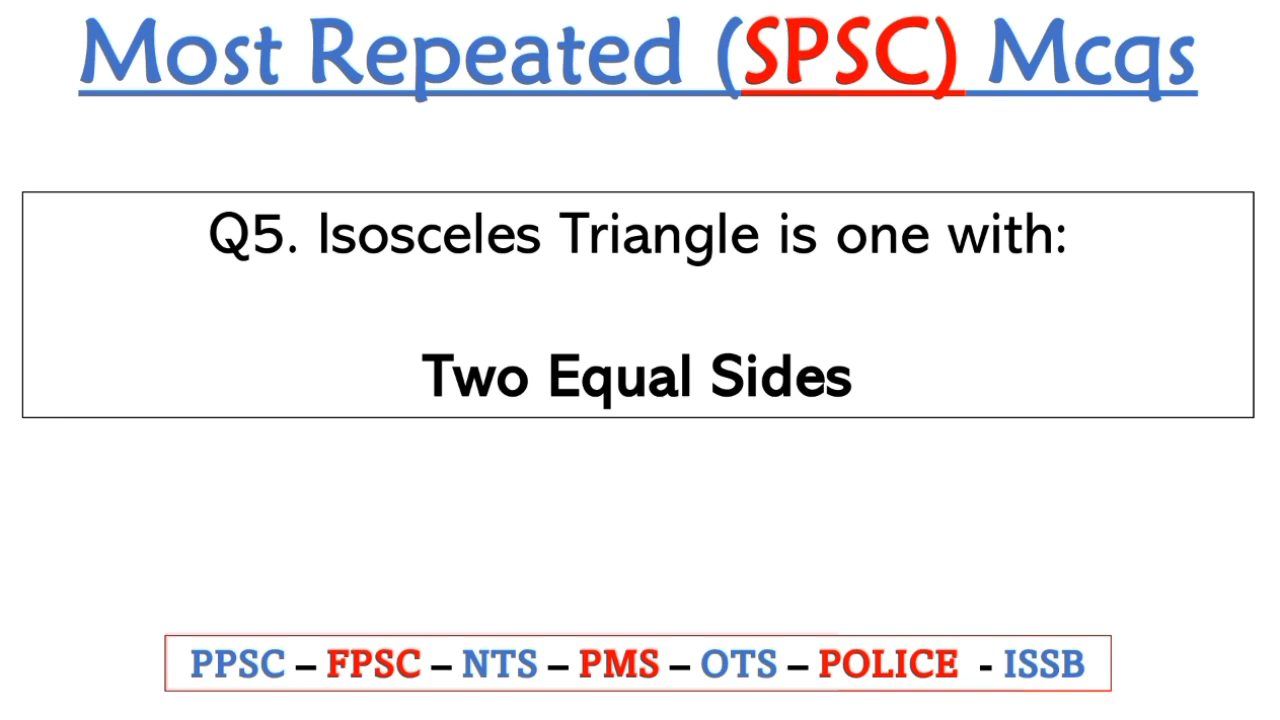 Most Repeated (SPSC) Mcqs
Q5. Isosceles Triangle is one with:
Two Equal Sides
PPSC – FPSC – NTS – PMS – OTS – POLICE - ISSB